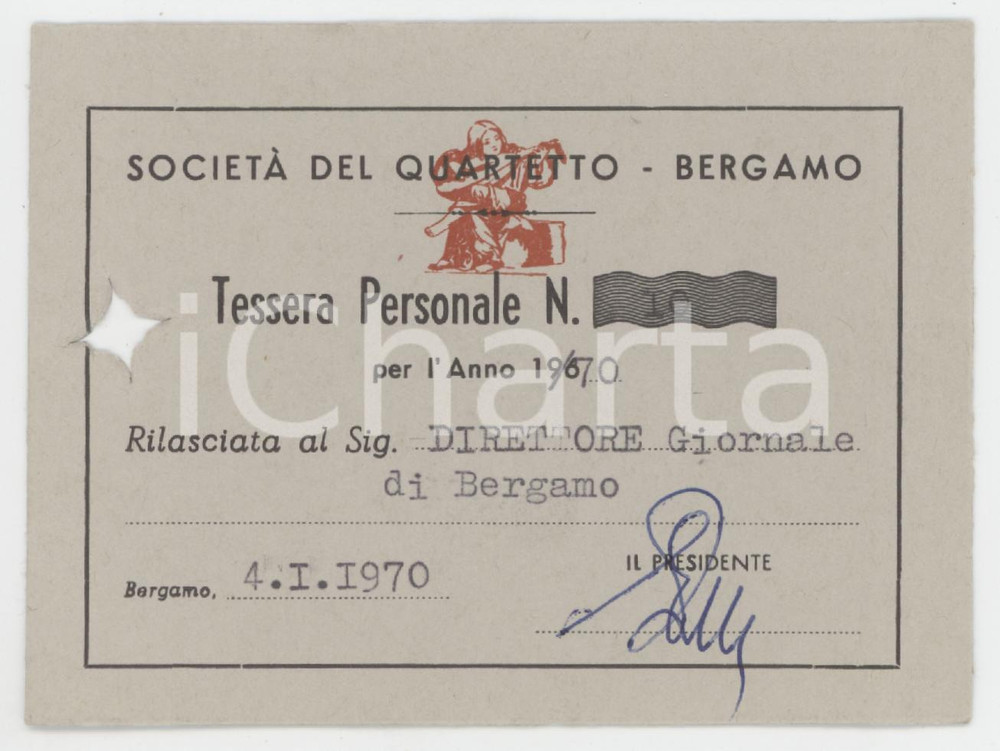 SOCIETÀ DEL QUARTETTO - BERGAMO
Tessera Personale N.
per l'Anno 19670
Rilasciata al Sig. DIRETTORE Giornale
di Bergamo
IL PRESIDENTE
Bergamo, 4.I.1970
iCharta